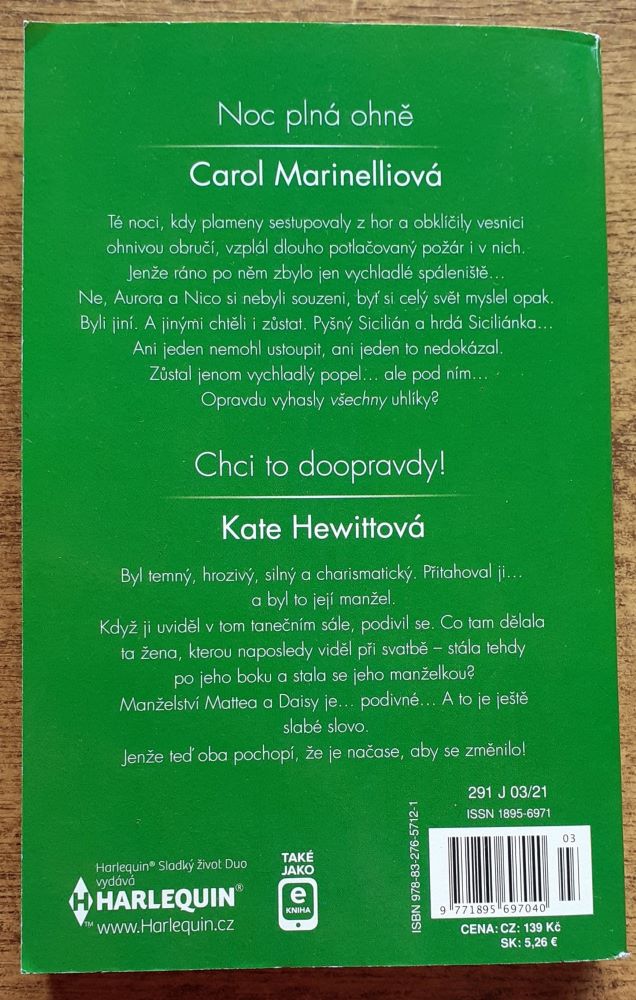 Noc plná ohně
Carol Marinelliová
Té noci, kdy plameny sestupovaly z hor a obklíčily vesnici
ohnivou obručí, vzplál dlouho potlačovaný požár i v nich.
Jenže ráno po něm zbylo jen vychladlé spáleniště...
Ne, Aurora a Nico si nebyli souzeni, byť si celý svět myslel opak.
Byli jiní. A jinými chtěli i zůstat. Pyšný Sicilián a hrdá Siciliánka...
Ani jeden nemohl ustoupit, ani jeden to nedokázal.
Zůstal jenom vychladlý popel... ale pod ním...
Opravdu vyhasly všechny uhlíky?
Chci to doopravdy!
Kate Hewittová
Byl temný, hrozivý, silný a charismatický. Přitahoval ji...
a byl to její manžel.
Když ji uviděl v tom tanečním sále, podivil se. Co tam dělala
ta žena, kterou naposledy viděl při svatbě – stála tehdy
po jeho boku a stala se jeho manželkou?
Manželství Mattea a Daisy je... podivné... A to je ještě
slabé slovo.
Jenže teď oba pochopí, že je načase, aby se změnilo!
291 J 03/21
ISSN 1895-6971
ISBN 978-83-276-5712-1
03
9 771895 697040
CENA: CZ: 139 Kč
SK: 5,26 €
Harlequin® Sladký život Duo
vydává
HARLEQUIN®
™ www.Harlequin.cz
TAKÉ
JAKO
e
KNIHA